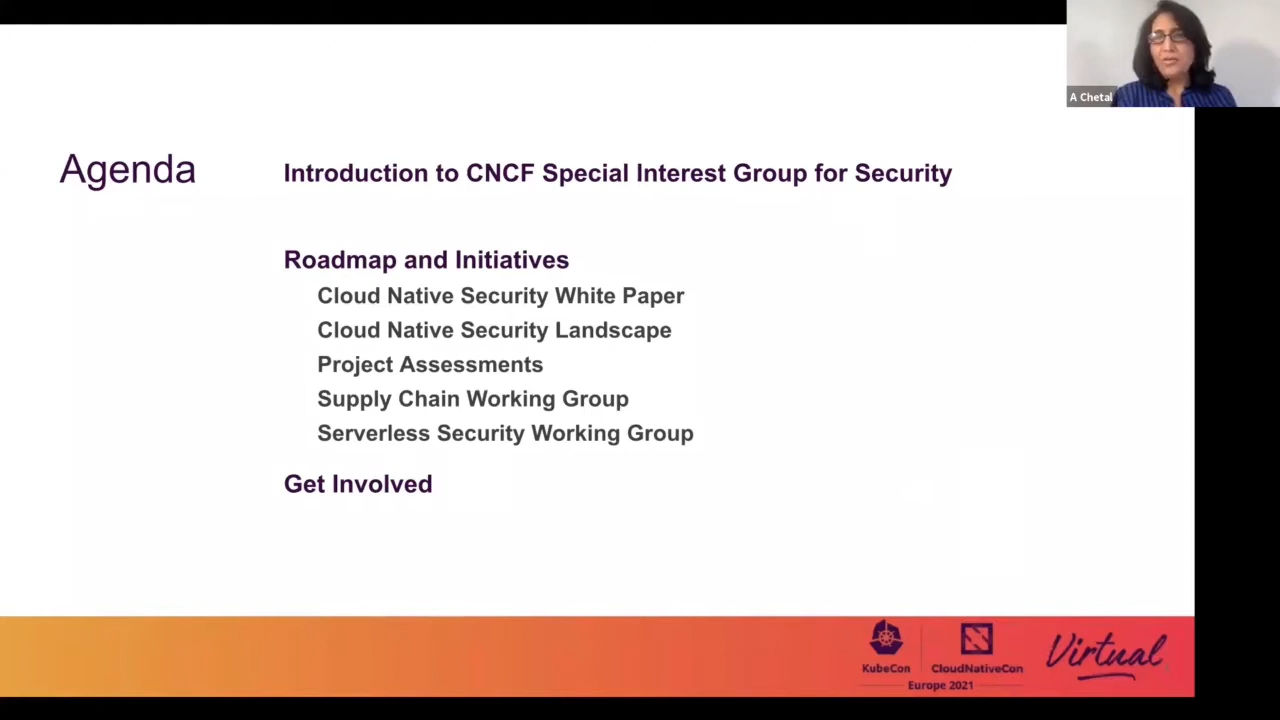 A Chetal
Agenda
Introduction to CNCF Special Interest Group for Security
Roadmap and Initiatives
Cloud Native Security White Paper
Cloud Native Security Landscape
Project Assessments
Supply Chain Working Group
Serverless Security Working Group
Get Involved
KubeCon
CloudNativeCon
Europe 2021
Virtual